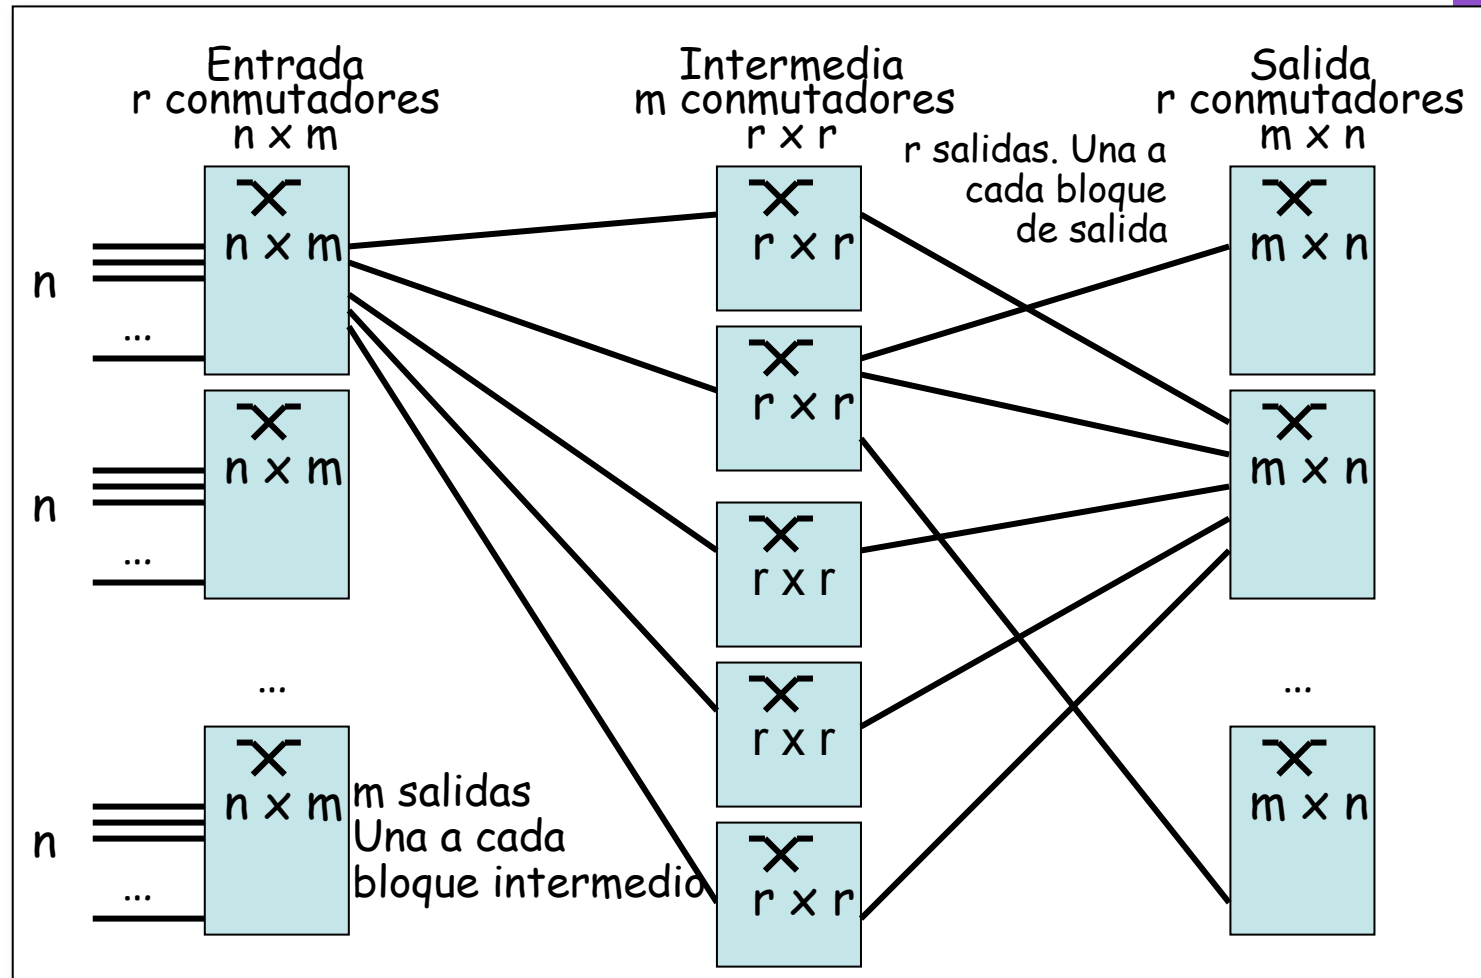 Entrada
r conmutadores
n x m
Intermedia
m conmutadores
r x r
Salida
r conmutadores
m x n
r salidas. Una a
cada bloque
de salida
n
...
n x m
n
...
n x m
...
n
...
n x m
m salidas
Una a cada
bloque intermedio
r x r
r x r
r x r
r x r
r x r
m x n
m x n
...
m x n